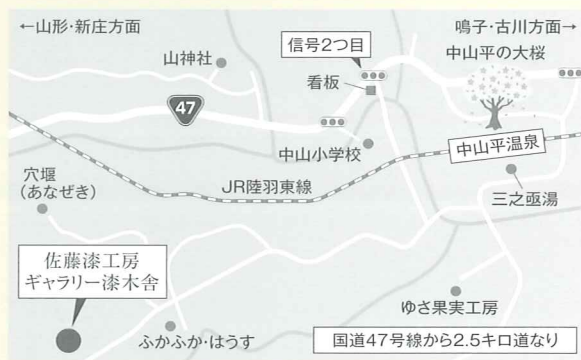 ←山形・新庄方面
鳴子・古川方面→
中山平の大桜
信号2つ目
山神社
看板
47
中山小学校
中山平温泉
JR陸羽東線
穴堰
(あなぜき)
三之亟湯
佐藤漆工房
ギャラリー漆木舎
ゆさ果実工房
ふかふか・はうす
国道47号線から2.5キロ道なり